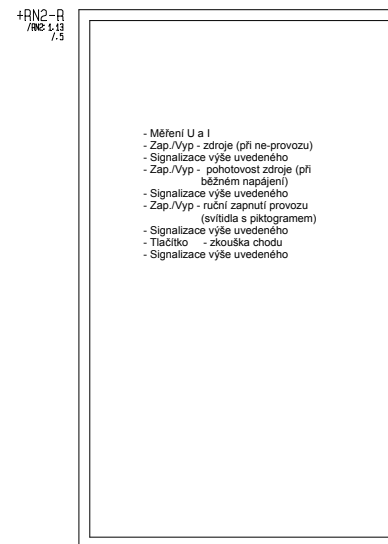 +RN2-R
/RN2: 1.13
/.5
- Měření U a I
- Zap./Vyp - zdroje (při ne-provozu)
- Signalizace výše uvedeného
- Zap./Vyp - pohotovost zdroje (při
běžném napájení)
- Signalizace výše uvedeného
- Zap./Vyp - ruční zapnutí provozu
(svítidla s piktogramem)
- Signalizace výše uvedeného
- Tlačítko - zkouška chodu
- Signalizace výše uvedeného